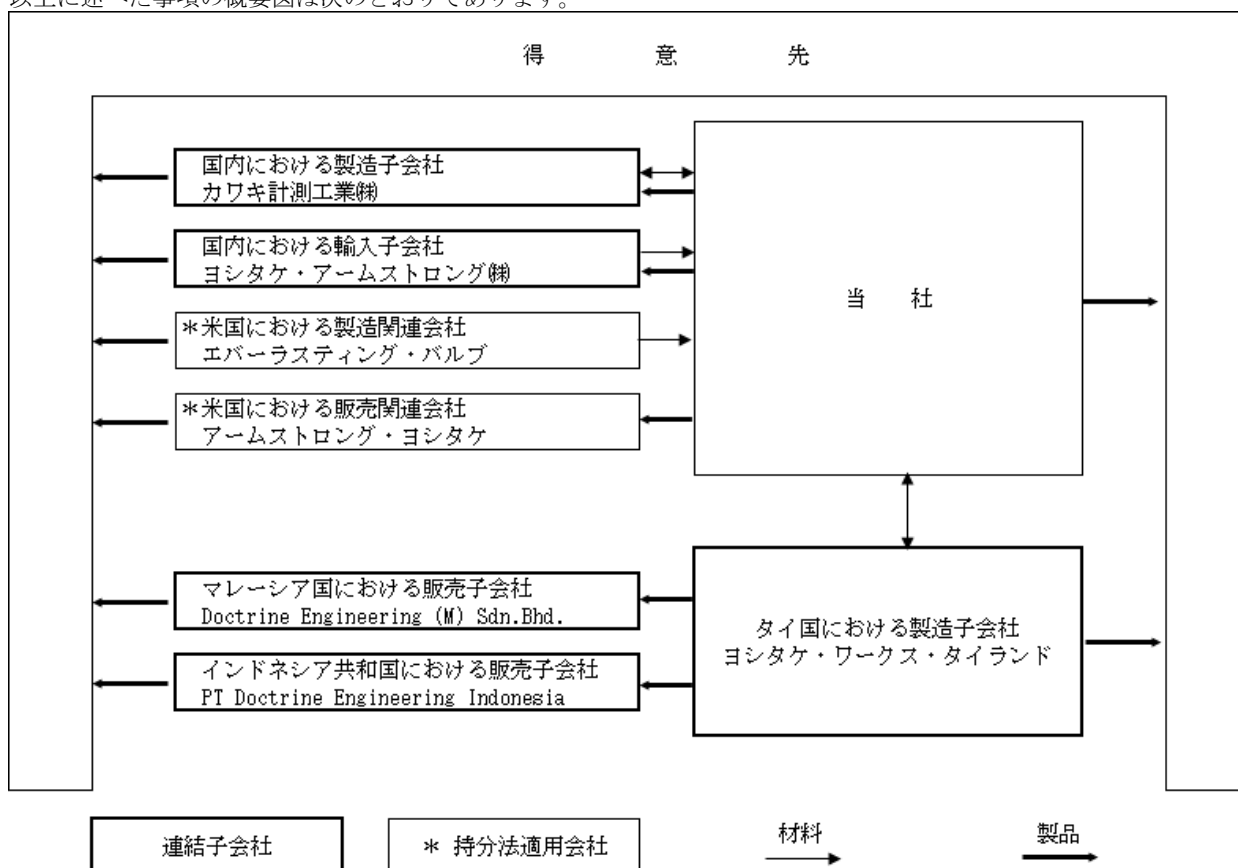 以上に述べた事項の概要図は次のとおりであります。
得 意 先
国内における製造子会社
カワキ計測工業㈱
国内における輸入子会社
ヨシタケ・アームストロング㈱
*米国における製造関連会社
エバーラスティング・バルブ
*米国における販売関連会社
アームストロング・ヨシタケ
当 社
マレーシア国における販売子会社
Doctrine Engineering (M) Sdn.Bhd.
インドネシア共和国における販売子会社
PT Doctrine Engineering Indonesia
タイ国における製造子会社
ヨシタケ・ワークス・タイランド
連結子会社
* 持分法適用会社
材料
製品